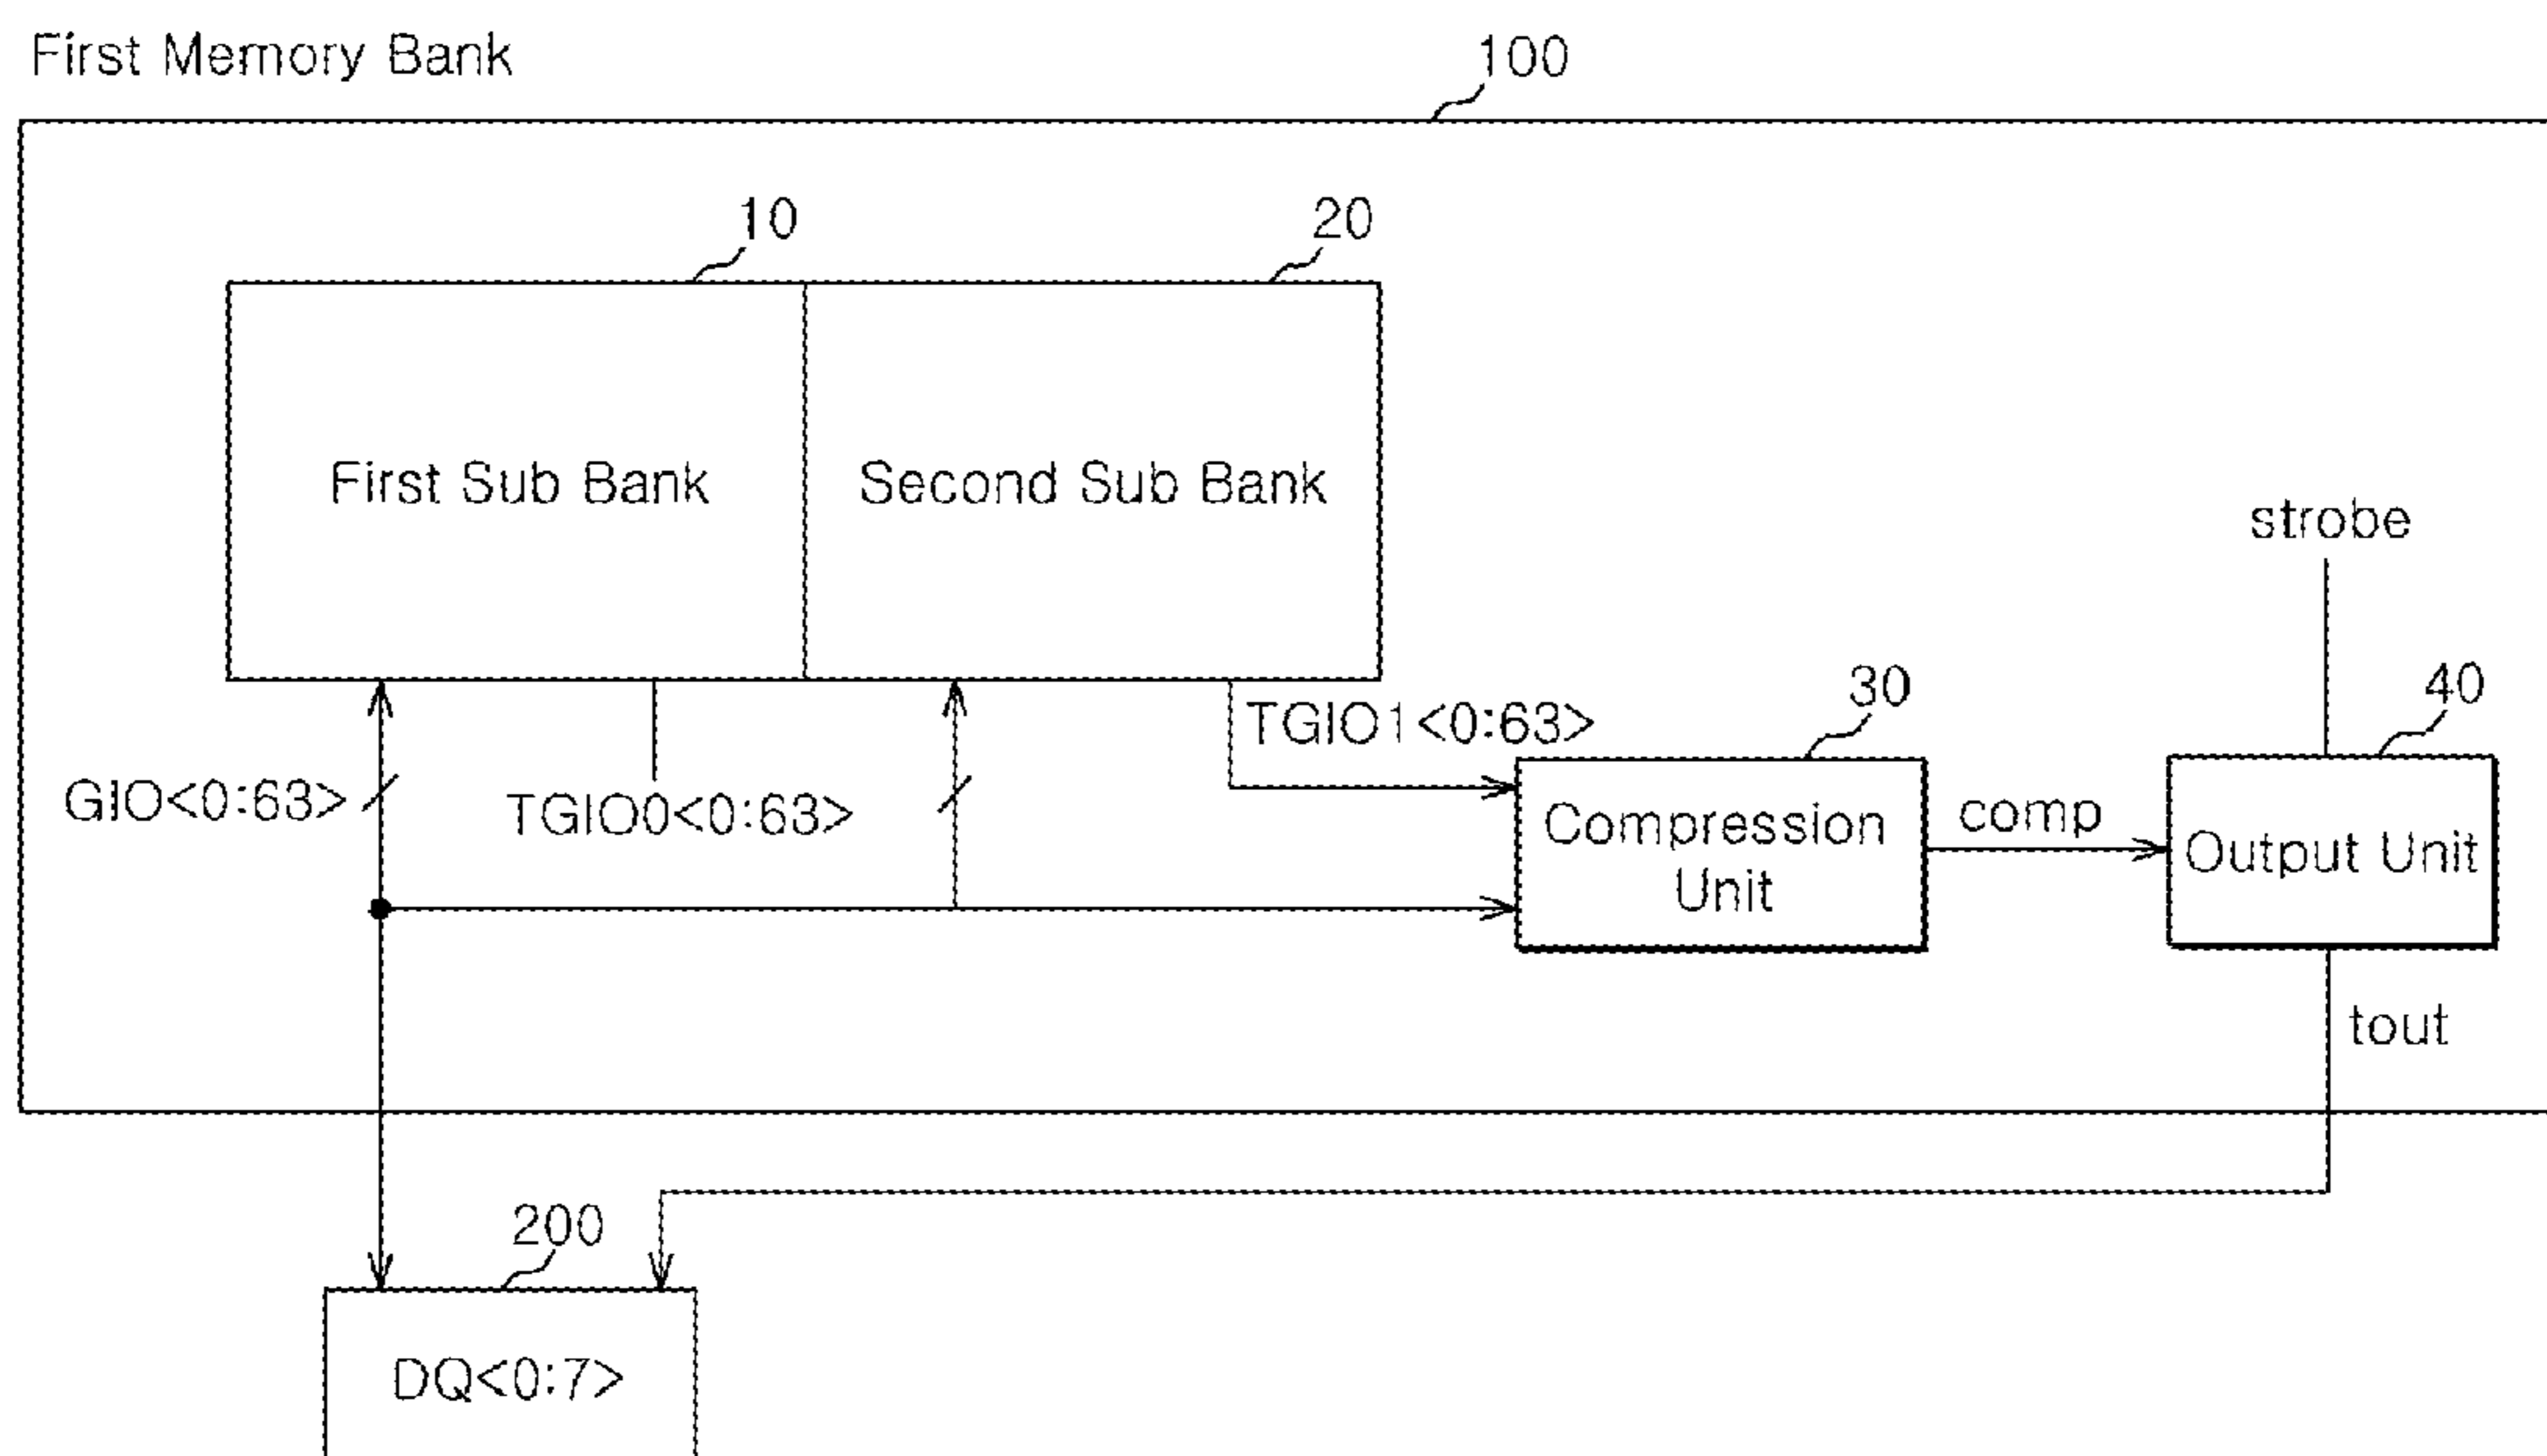 First Memory Bank
100
10
20
First Sub Bank
Second Sub Bank
strobe
30
40
TGIO1<0:63>
GIO<0:63>
TGIO0<0:63>
Compression
Unit
comp
Output Unit
tout
200
DQ<0:7>